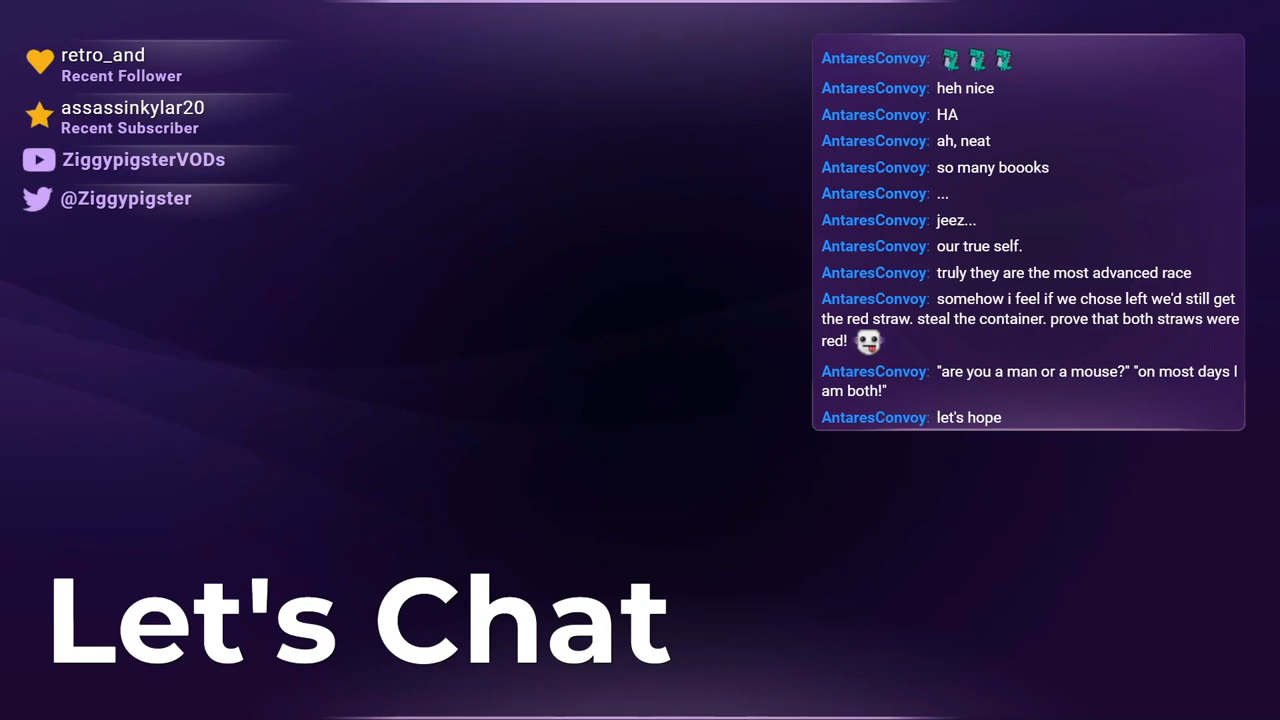 retro_and
Recent Follower
assassinkylar20
Recent Subscriber
ZiggypigsterVODs
@Ziggypigster
AntaresConvoy:
AntaresConvoy: heh nice
AntaresConvoy: HA
AntaresConvoy: ah, neat
AntaresConvoy: so many boooks
AntaresConvoy: ...
AntaresConvoy: jeez...
AntaresConvoy: our true self.
AntaresConvoy: truly they are the most advanced race
AntaresConvoy: somehow i feel if we chose left we'd still get
the red straw. steal the container. prove that both straws were
red!
AntaresConvoy: "are you a man or a mouse?" "on most days I
am both!"
AntaresConvoy: let's hope
Let's Chat